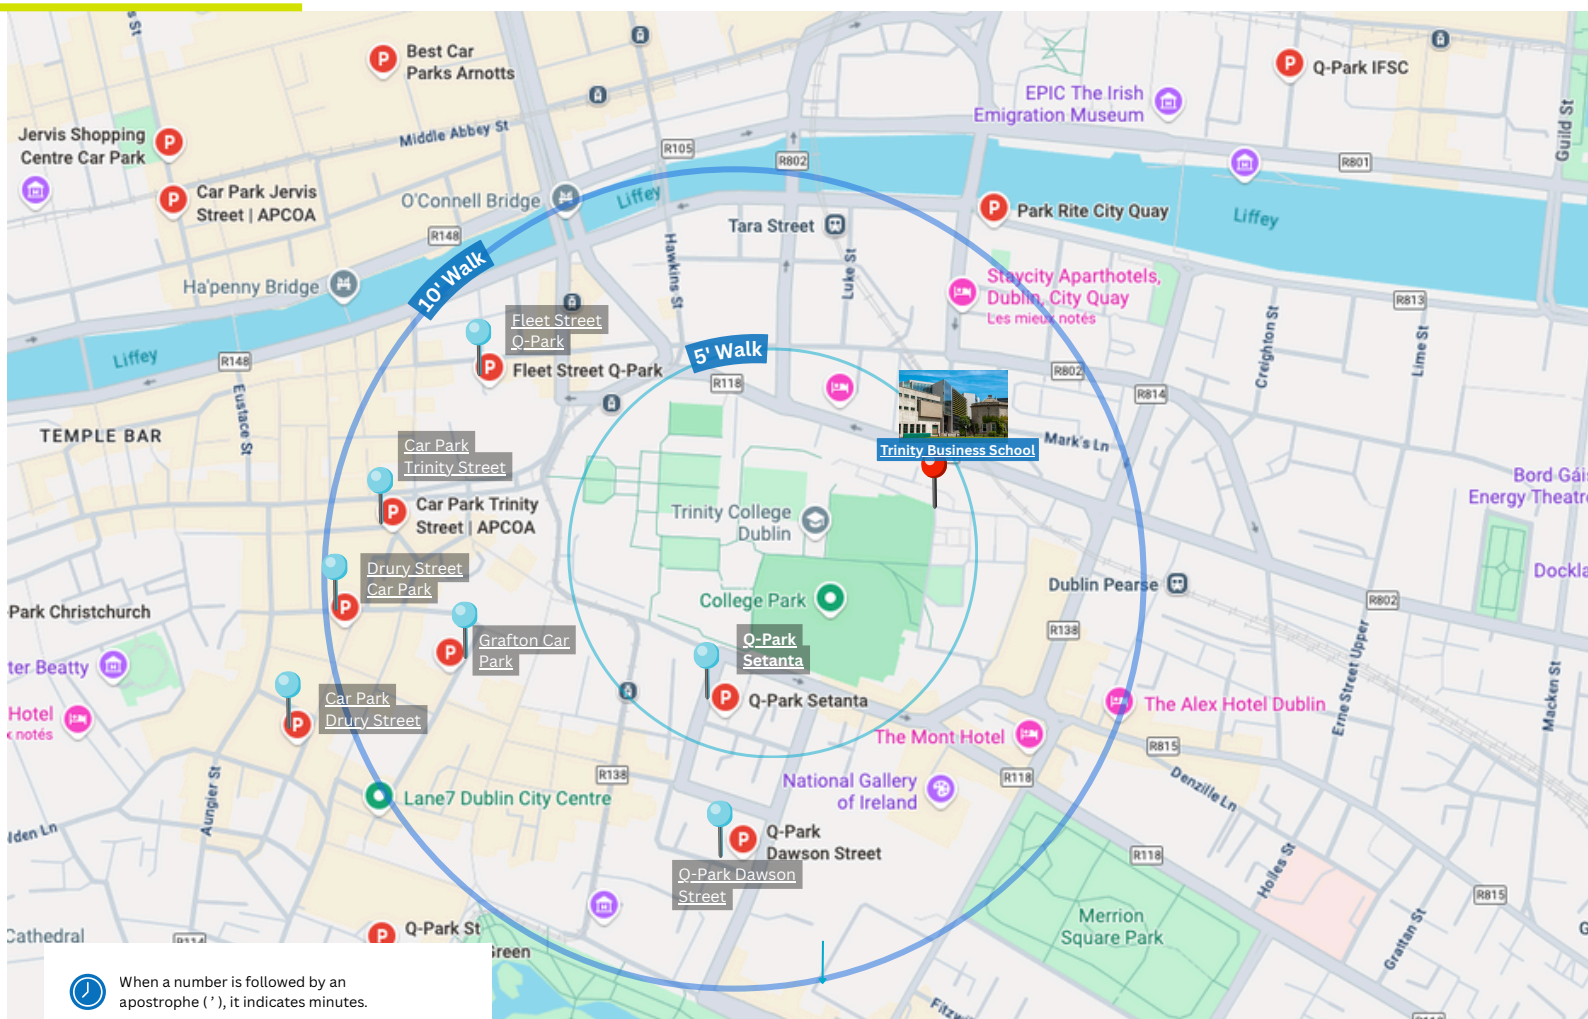 s St
Best Car
Parks Arnotts
Q-Park IFSC
EPIC The Irish
Emigration Museum
Guild St
Jervis Shopping
Centre Car Park
Middle Abbey St
R105
R802
R801
Car Park Jervis
Street | APCOA
O'Connell Bridge
Liffey
Park Rite City Quay
Liffey
R148
Tara Street
Hawkins St
Luke St
10' Walk
Ha'penny Bridge
Staycity Aparthotels,
Dublin, City Quay
Les mieux notés
R813
Fleet Street
Q-Park
Creighton St
Lime St
Liffey
R148
5' Walk
Fleet Street Q-Park
R118
R802
R814
Eustace St
TEMPLE BAR
Car Park
Trinity Street
Mark's Ln
Trinity Business School
Bord Gáis
Energy Theatre
Car Park Trinity
Street | APCOA
Trinity College
Dublin
Drury Street
Car Park
Dublin Pearse
Dockla
-Park Christchurch
College Park
R802
R138
Grafton Car
Park
Q-Park
Setanta
ter Beatty
Erne Street Upper
Macken St
Car Park
Drury Street
Q-Park Setanta
The Alex Hotel Dublin
Hotel
x notés
The Mont Hotel
R815
R138
R118
National Gallery
of Ireland
Denzille Ln
Aungier St
Lane7 Dublin City Centre
lden Ln
Q-Park
Dawson Street
R118
Holles St
Q-Park Dawson
Street
R815
Merrion
Square Park
Grattan St
Cathedral
R114
Q-Park St
Green
When a number is followed by an
apostrophe ( ’ ), it indicates minutes.
Fitzwi